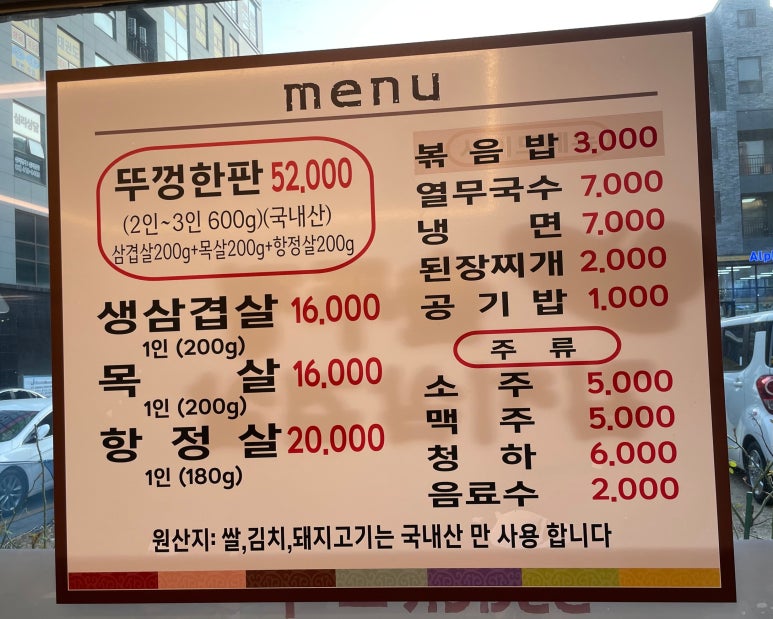 menu
뚜껑한판 52,000
(2인~3인 600g)(국내산)
삼겹살200g+목살200g+항정살200g
생삼겹살 16,000
1인 (200g)
목 살 16,000
1인 (200g)
항 정 살 20,000
1인 (180g)
볶 음 밥 3,000
열무국수 7,000
냉 면 7,000
된장찌개 2,000
공 기 밥 1,000
주 류
소 주 5,000
맥 주 5,000
청 하 6,000
음료수 2,000
원산지: 쌀,김치,돼지고기는 국내산 만 사용 합니다
Alp